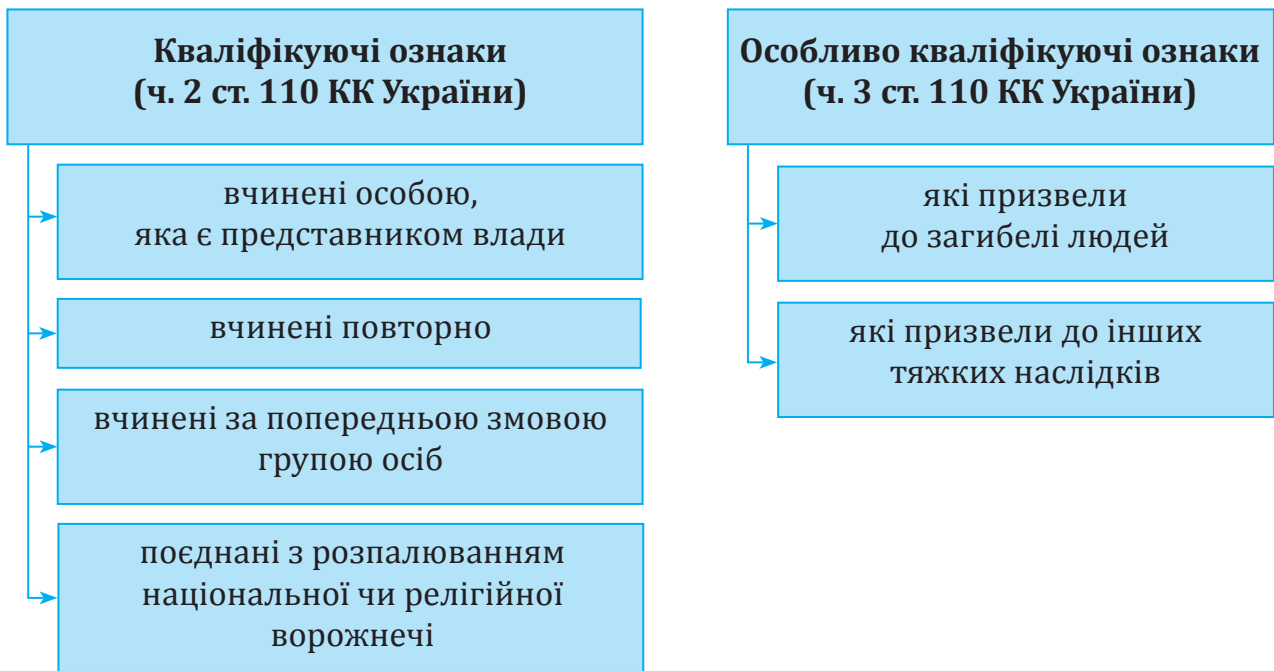 Кваліфікуючі ознаки
(ч. 2 ст. 110 КК України)
вчинені особою,
яка є представником влади
вчинені повторно
вчинені за попередньою змовою
групою осіб
поєднані з розпалюванням
національної чи релігійної
ворожнечі
Особливо кваліфікуючі ознаки
(ч. 3 ст. 110 КК України)
які призвели
до загибелі людей
які призвели до інших
тяжких наслідків